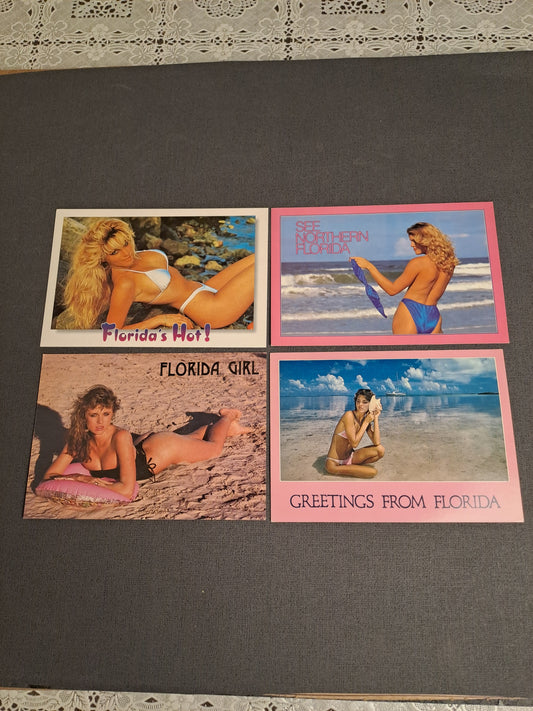 Florida's Hot!
SEE
NORTHERN
FLORIDA
FLORIDA GIRL
GREETINGS FROM FLORIDA